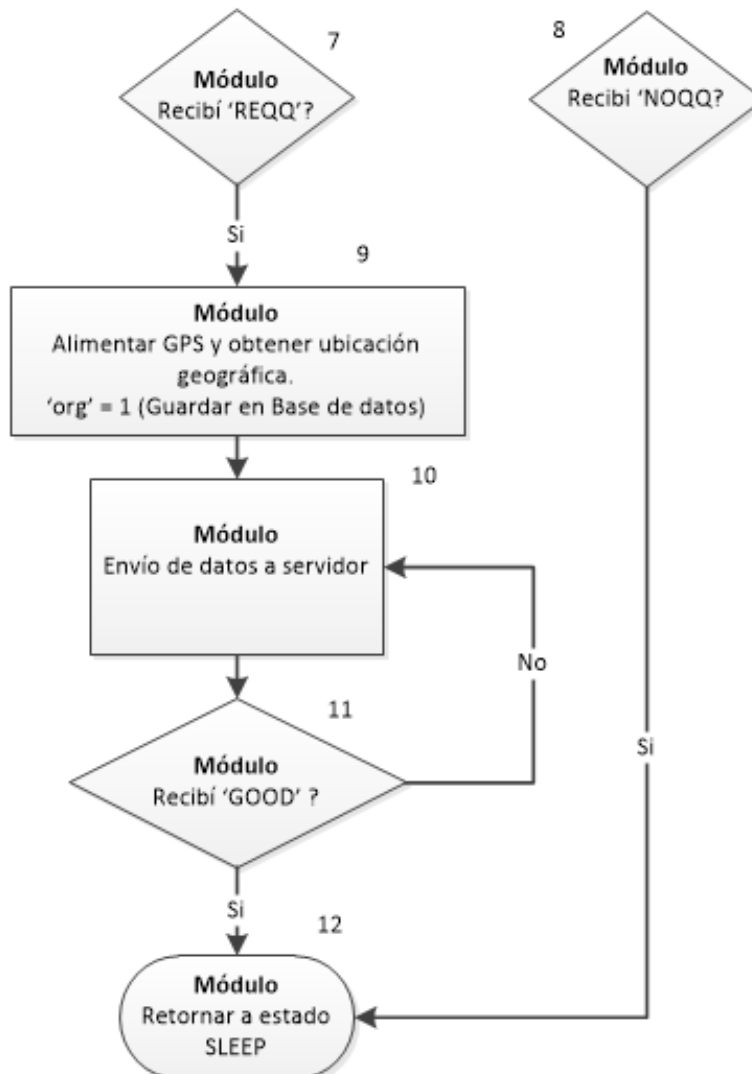 7
Módulo
Recibí 'REQQ'?
8
Módulo
Recibi 'NOQQ?
Si
9
Módulo
Alimentar GPS y obtener ubicación
geográfica.
'org' = 1 (Guardar en Base de datos)
10
Módulo
Envío de datos a servidor
No
11
Módulo
Recibí 'GOOD' ?
Si
Si
12
Módulo
Retornar a estado
SLEEP